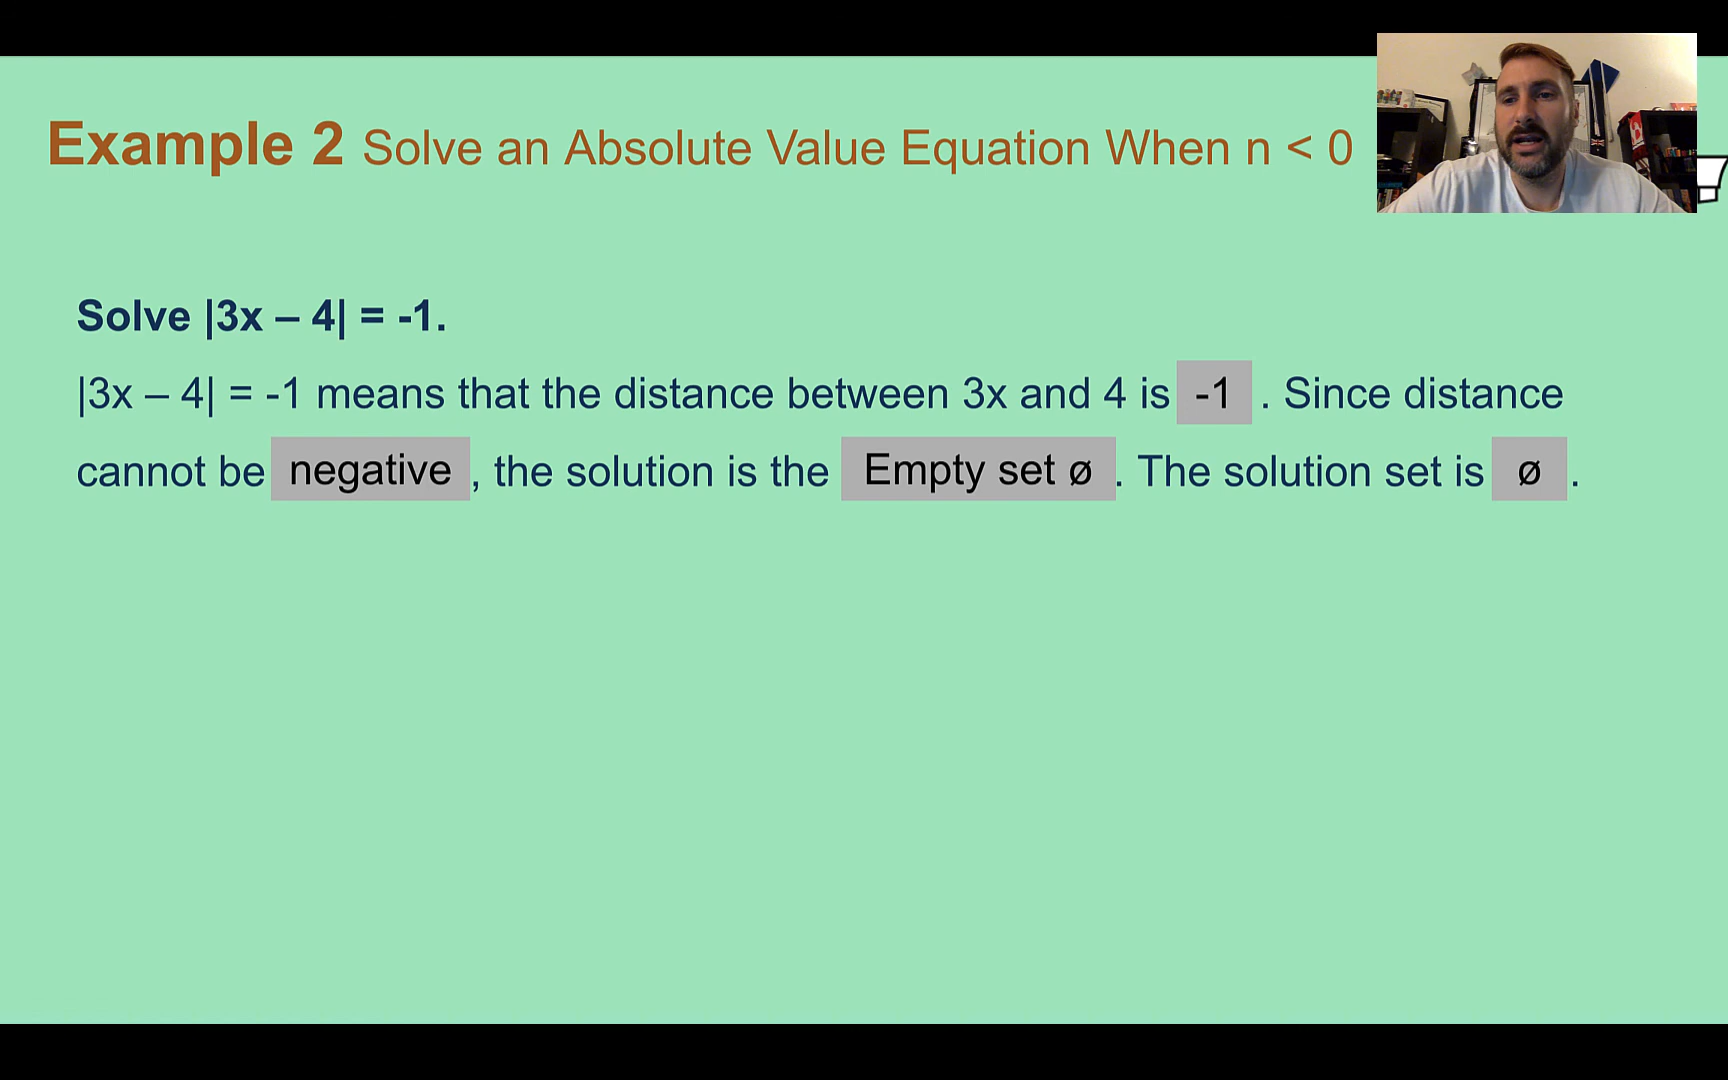 Example 2 Solve an Absolute Value Equation When n < 0
Solve |3x – 4| = -1.
|3x – 4| = -1 means that the distance between 3x and 4 is -1 . Since distance
cannot be negative , the solution is the Empty set ø . The solution set is ø .